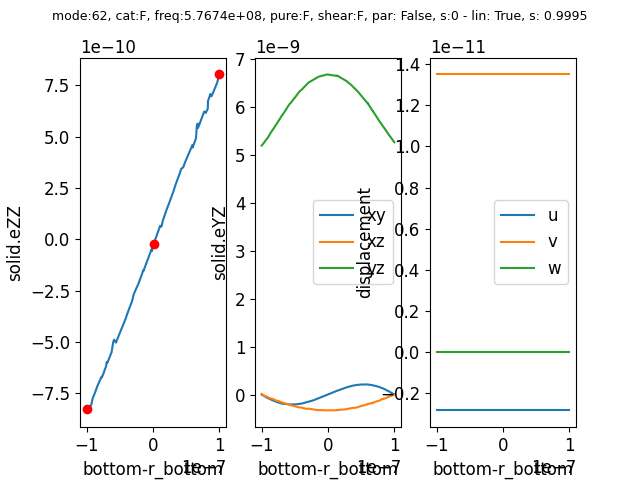 mode:62, cat:F, freq:5.7674e+08, pure:F, shear:F, par: False, s:0 - lin: True, s: 0.9995
1e−10
1e−9
1e−11
7.5
5.0
2.5
0.0
−2.5
−5.0
−7.5
solid.eZZ
−1
0
1
1e−7
bottom-r_bottom
7
6
5
4
3
2
1
0
solid.eYZ
xy
xz
yz
−1
0
1
1e−7
bottom-r_bottom
1.4
1.2
1.0
0.8
0.6
0.4
0.2
0.0
−0.2
displacement
u
v
w
−1
0
1
1e−7
bottom-r_bottom